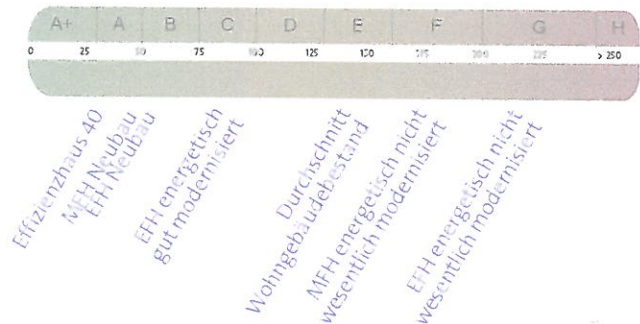 A+ A B C D E F G H
0 25 50 75 100 125 150 175 200 225 > 250
Effizienzhaus 40
MFH Neubau
EFH Neubau
EFH energetisch
gut modernisiert
Durchschnitt
Wohngebäudebestand
MFH energetisch nicht
wesentlich modernisiert
EFH energetisch nicht
wesentlich modernisiert